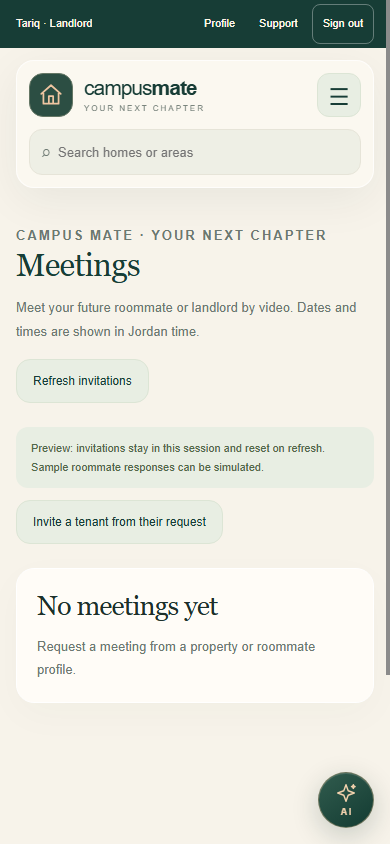 Tariq · Landlord
Profile
Support
Sign out
campusmate
YOUR NEXT CHAPTER
Search homes or areas
CAMPUS MATE · YOUR NEXT CHAPTER
Meetings
Meet your future roommate or landlord by video. Dates and
times are shown in Jordan time.
Refresh invitations
Preview: invitations stay in this session and reset on refresh.
Sample roommate responses can be simulated.
Invite a tenant from their request
No meetings yet
Request a meeting from a property or roommate
profile.
AI